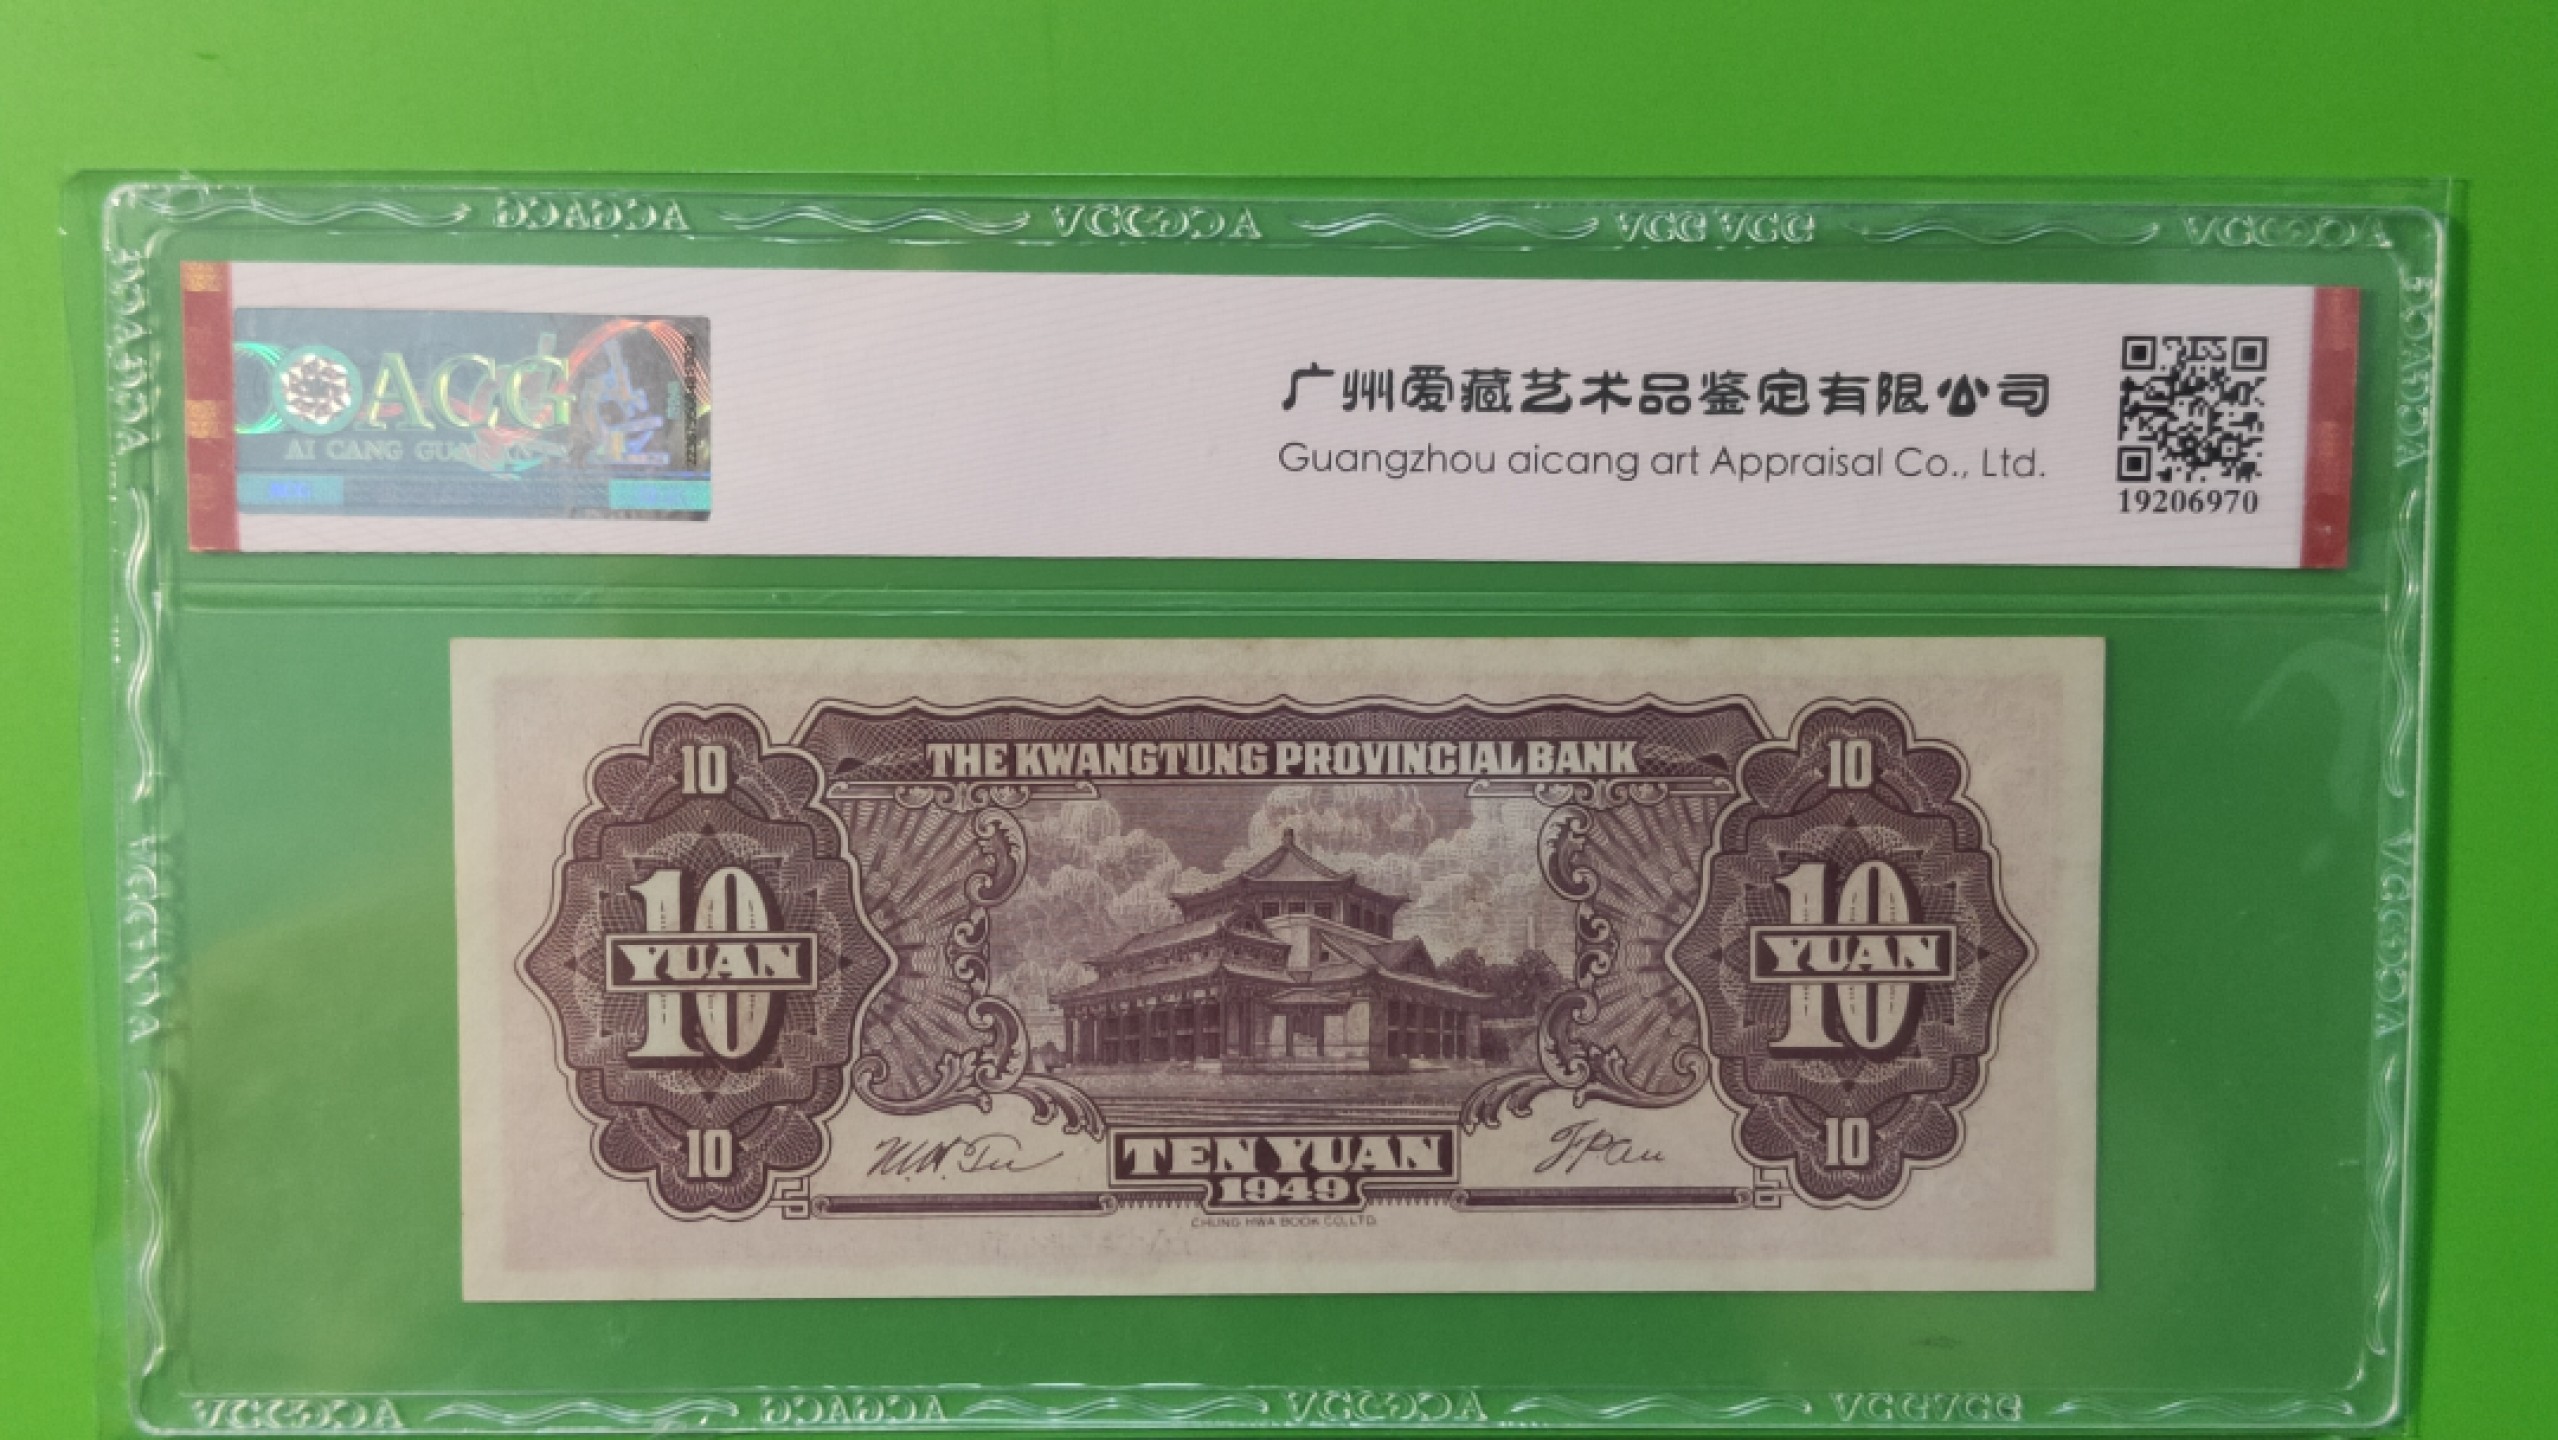 ACG
AI CANG GUA
广州爱藏艺术品鉴定有限公司
Guangzhou aicang art Appraisal Co., Ltd.
19206970
THE KWANGTUNG PROVINCIAL BANK
10
10
10
YUAN
10
YUAN
10
10
TEN YUAN
1949
CHUNG HWA BOOK CO., LTD.